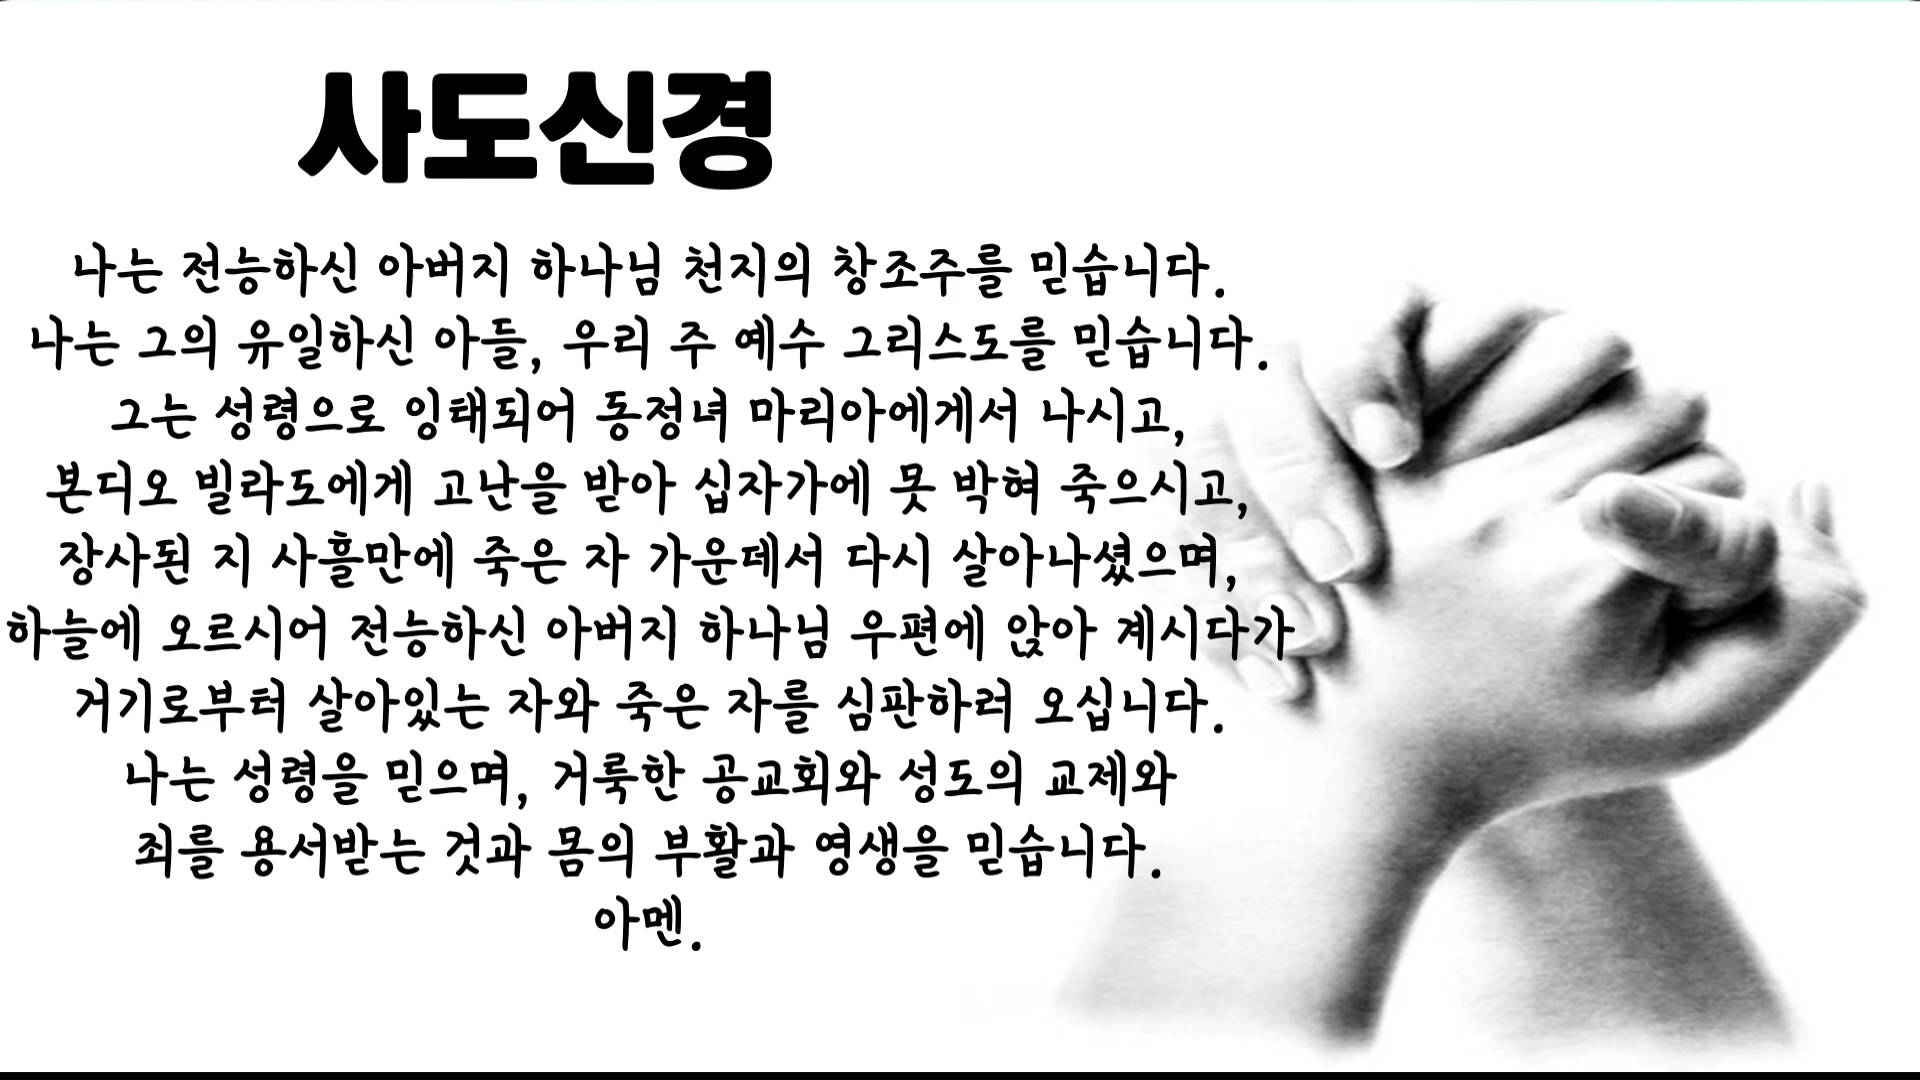 사도신경
나는 전능하신 아버지 하나님 천지의 창조주를 믿습니다.
나는 그의 유일하신 아들, 우리 주 예수 그리스도를 믿습니다.
그는 성령으로 잉태되어 동정녀 마리아에게서 나시고,
본디오 빌라도에게 고난을 받아 십자가에 못 박혀 죽으시고,
장사된 지 사흘만에 죽은 자 가운데서 다시 살아나셨으며,
하늘에 오르시어 전능하신 아버지 하나님 우편에 앉아 계시다가
거기로부터 살아있는 자와 죽은 자를 심판하려 오십니다.
나는 성령을 믿으며, 거룩한 공교회와 성도의 교제와
죄를 용서받는 것과 몸의 부활과 영생을 믿습니다.
아멘.